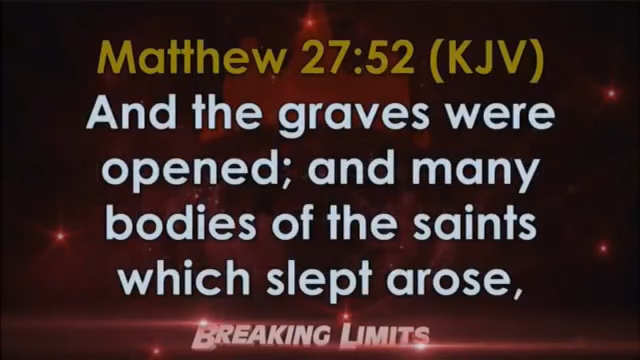 Matthew 27:52 (KJV)
And the graves were
opened; and many
bodies of the saints
which slept arose,
BREAKING LIMITS